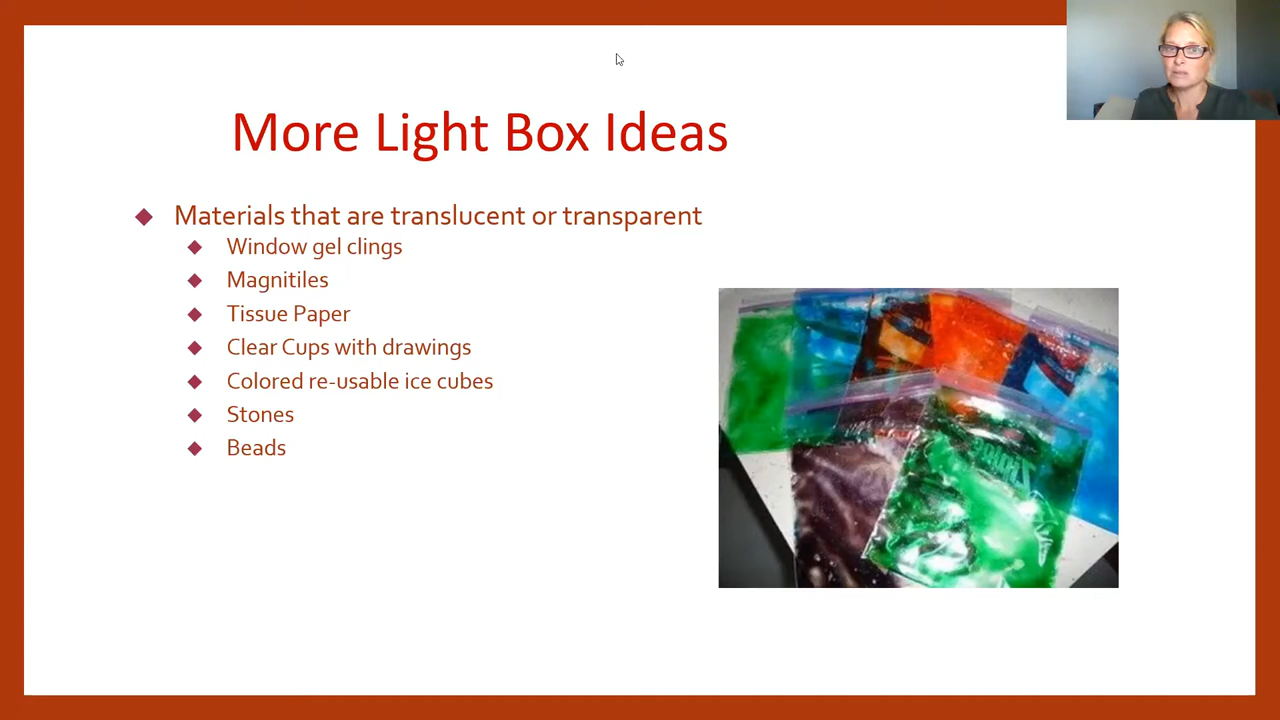 More Light Box Ideas
Materials that are translucent or transparent
Window gel clings
Magnitiles
Tissue Paper
Clear Cups with drawings
Colored re-usable ice cubes
Stones
Beads
Ziploc